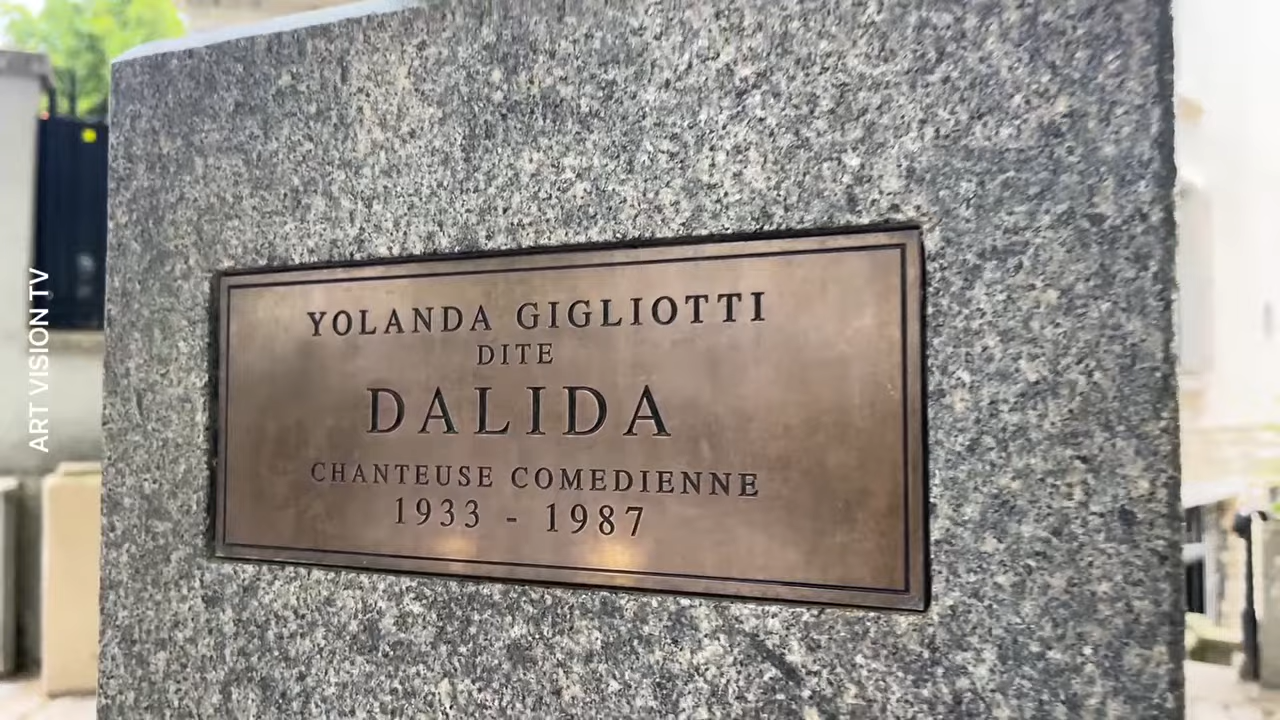 YOLANDA GIGLIOTTI
DITE
DALIDA
CHANTEUSE COMEDIENNE
1933 - 1987
ART VISION TV